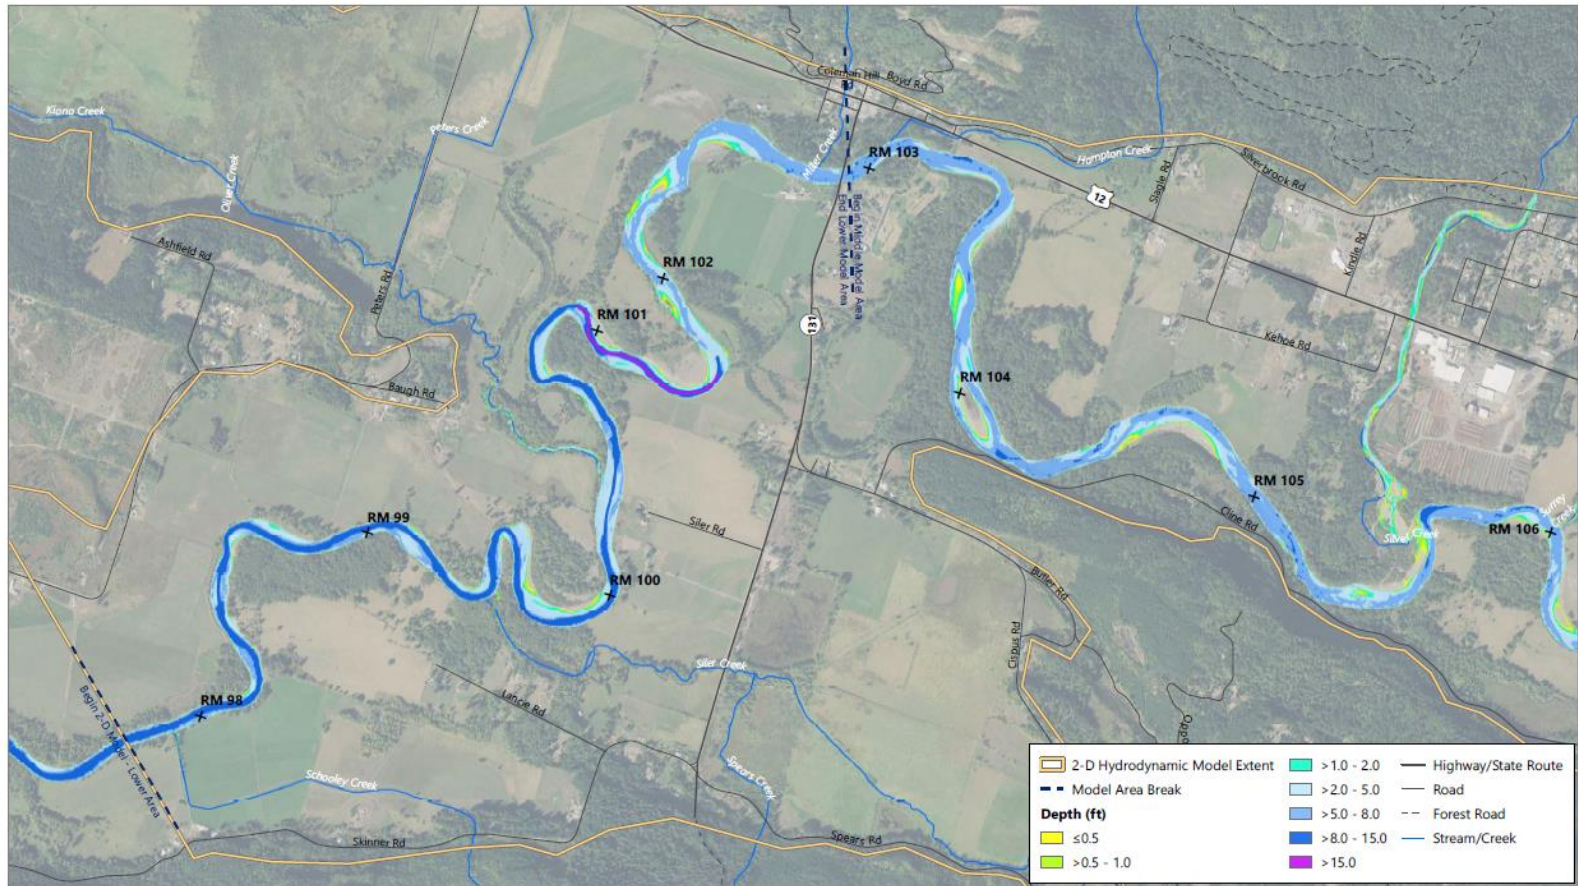 Coleman Hill
Rd
Boyd Rd
Kiona Creek
Peters Creek
Miller Creek
RM 103
Hampton Creek
Silverbrook Rd
Slagle Rd
12
Oliver Creek
Ashfield Rd
Peters Rd
End Lower Model Area
Begin Middle Model Area
Kindle Rd
RM 102
RM 101
131
Kehoe Rd
Baugh Rd
RM 104
RM 105
Cline Rd
Surrey
Creek
RM 106
Silver Creek
RM 99
Siler Rd
RM 100
Butler Rd
Cispus Rd
Siler Creek
Lance Rd
RM 98
Begin 2-D Model - Lower Area
Schooley Creek
Spears Creek
Skinner Rd
Spears Rd
2-D Hydrodynamic Model Extent
Model Area Break
Depth (ft)
≤0.5
>0.5 - 1.0
>1.0 - 2.0
>2.0 - 5.0
>5.0 - 8.0
>8.0 - 15.0
>15.0
Highway/State Route
Road
Forest Road
Stream/Creek